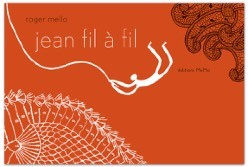 roger mello
jean fil à fil
éditions MeMo